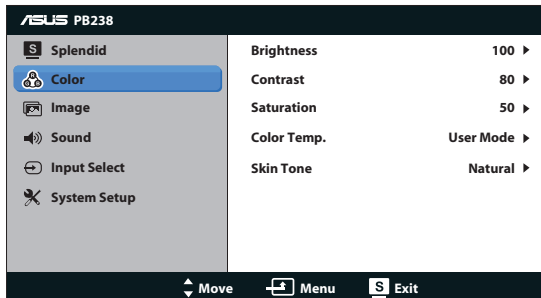 ASUS PB238
S Splendid
Color
Image
Sound
Input Select
System Setup
Brightness 100
Contrast 80
Saturation 50
Color Temp. User Mode
Skin Tone Natural
Move Menu S Exit